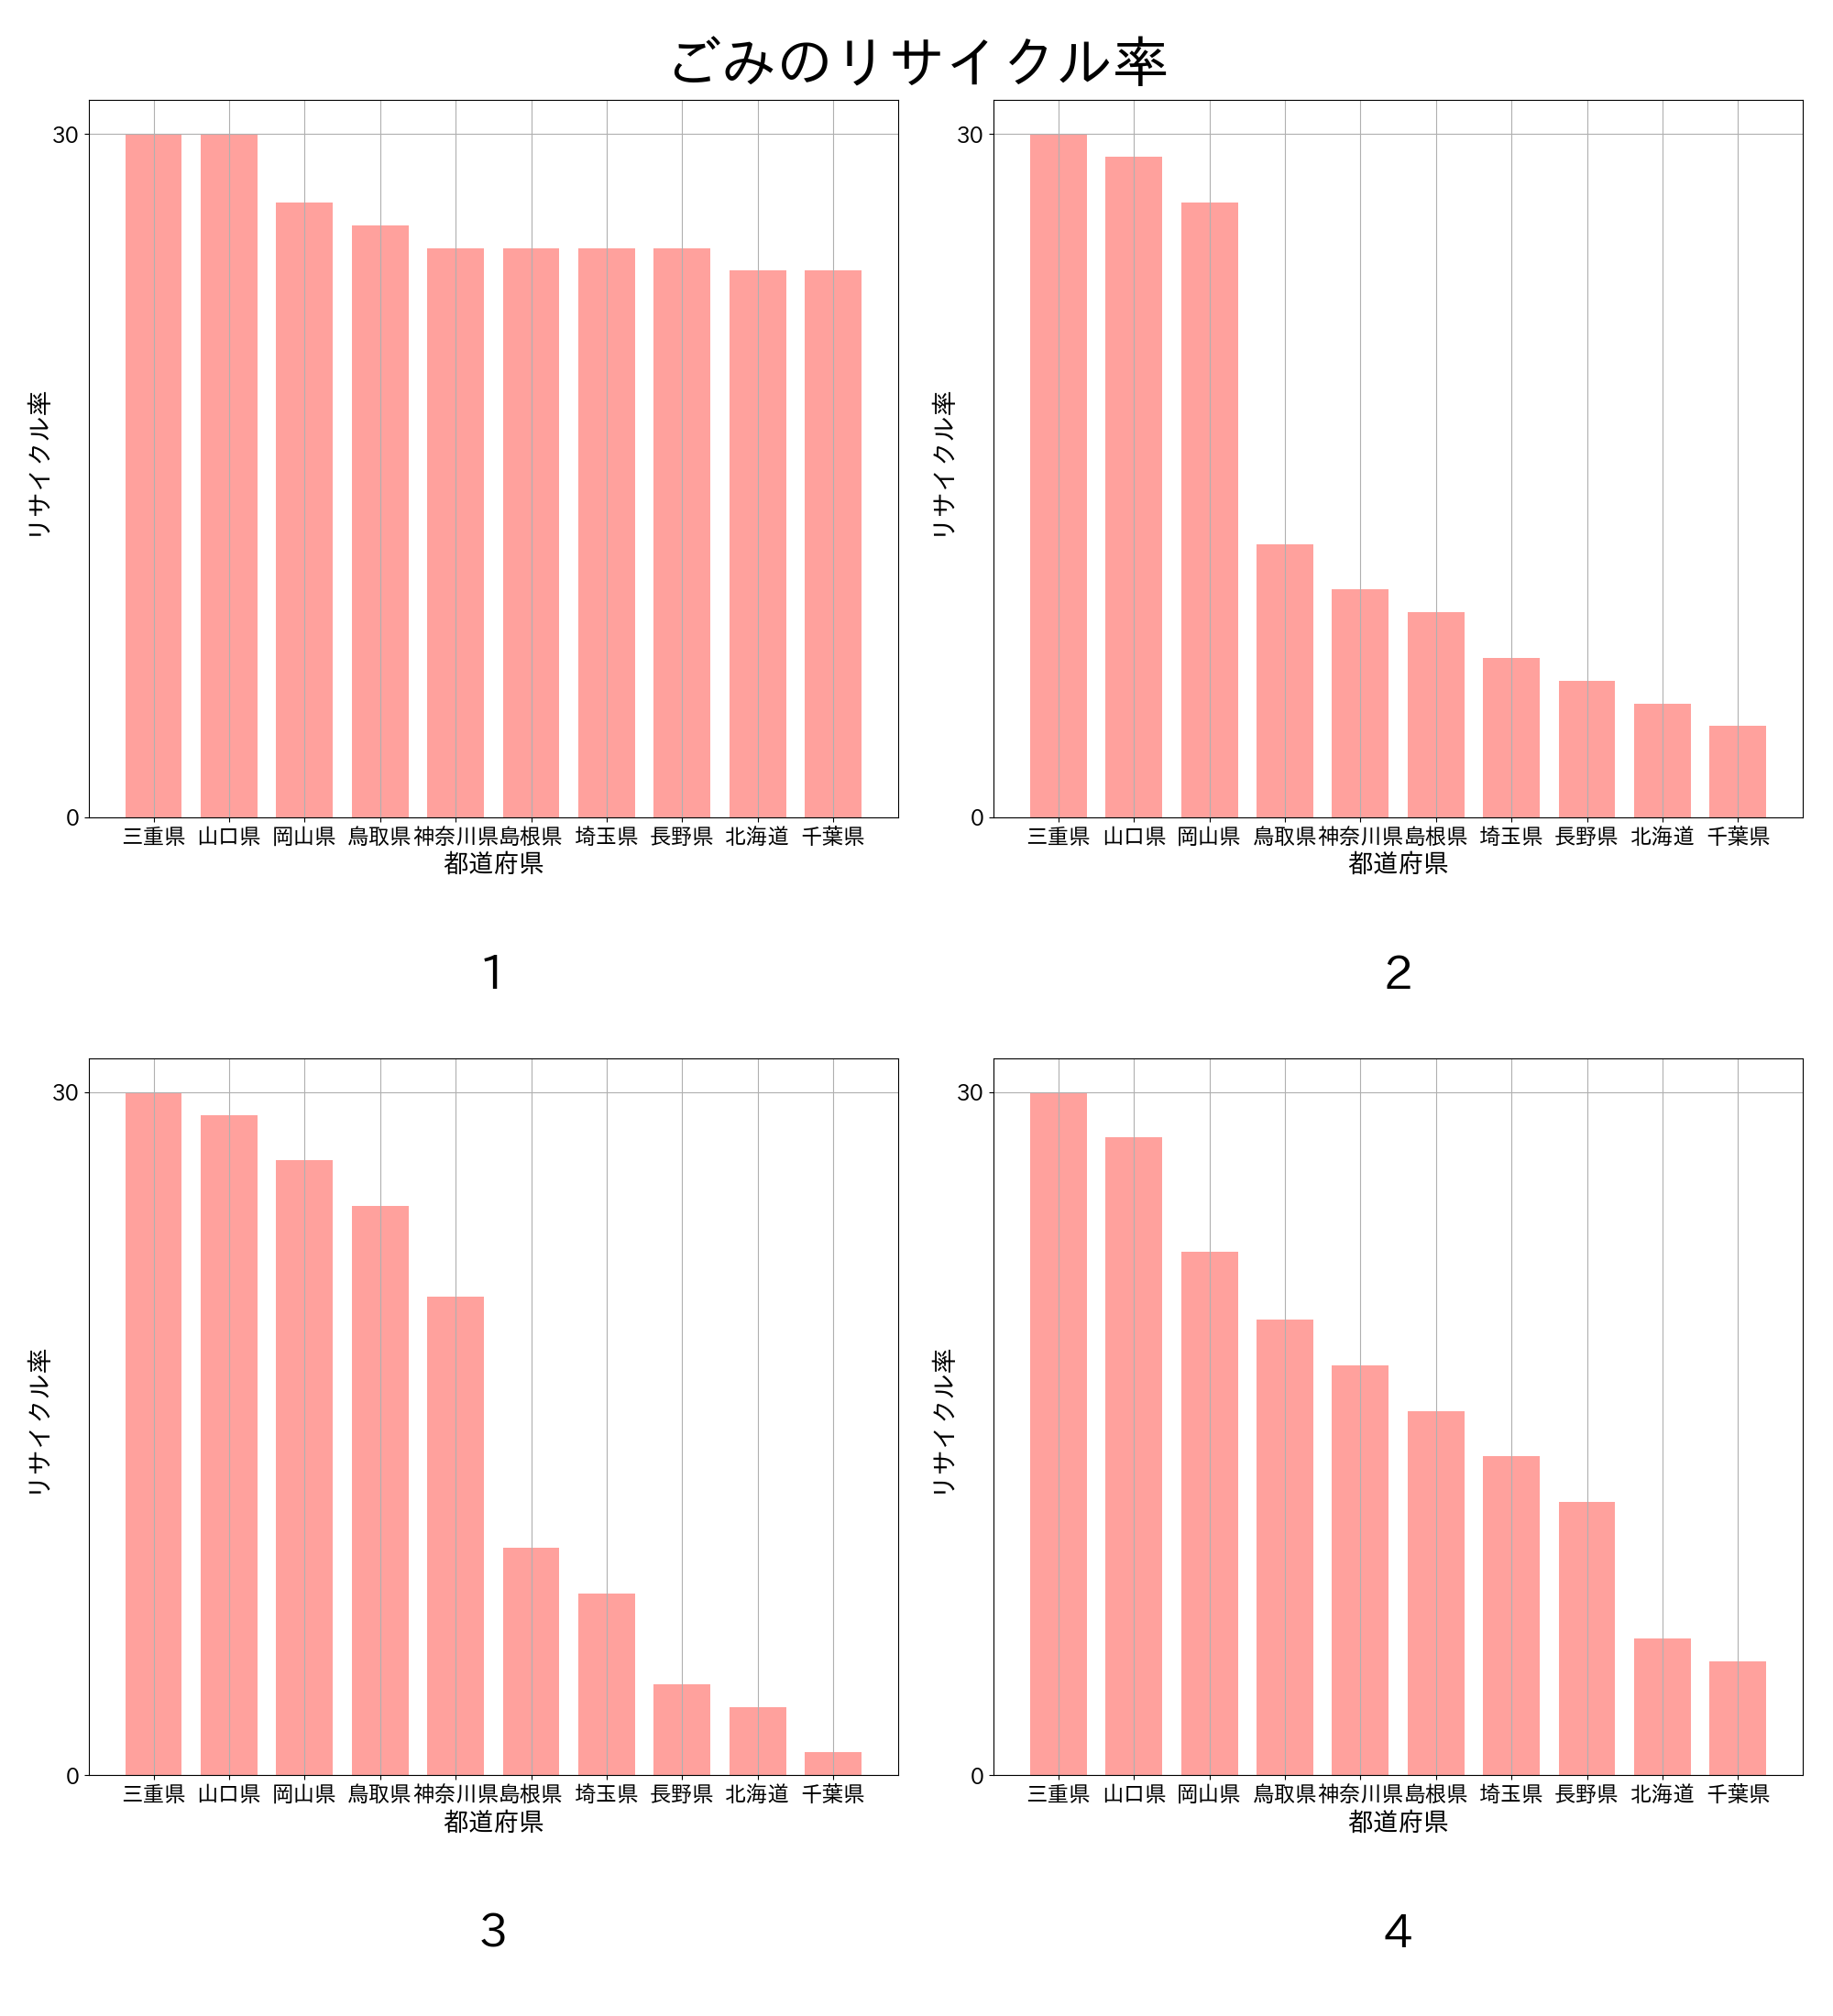 ごみのリサイクル率
30
0
リサイクル率
三重県 山口県 岡山県 鳥取県 神奈川県 島根県 埼玉県 長野県 北海道 千葉県
都道府県
1
30
0
リサイクル率
三重県 山口県 岡山県 鳥取県 神奈川県 島根県 埼玉県 長野県 北海道 千葉県
都道府県
2
30
0
リサイクル率
三重県 山口県 岡山県 鳥取県 神奈川県 島根県 埼玉県 長野県 北海道 千葉県
都道府県
3
30
0
リサイクル率
三重県 山口県 岡山県 鳥取県 神奈川県 島根県 埼玉県 長野県 北海道 千葉県
都道府県
4